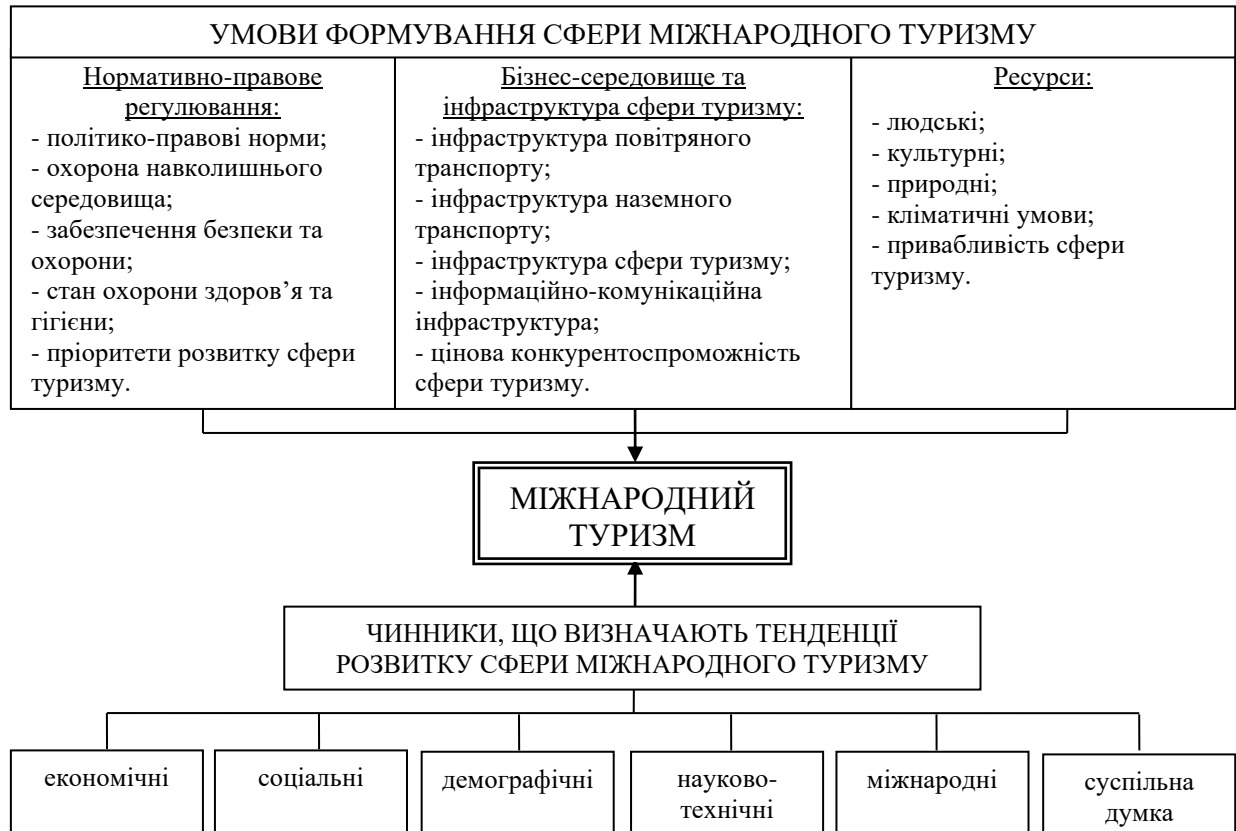 УМОВИ ФОРМУВАННЯ СФЕРИ МІЖНАРОДНОГО ТУРИЗМУ
Нормативно-правове
регулювання:
- політико-правові норми;
- охорона навколишнього
середовища;
- забезпечення безпеки та
охорони;
- стан охорони здоров’я та
гігієни;
- пріоритети розвитку сфери
туризму.
Бізнес-середовище та
інфраструктура сфери туризму:
- інфраструктура повітряного
транспорту;
- інфраструктура наземного
транспорту;
- інфраструктура сфери туризму;
- інформаційно-комунікаційна
інфраструктура;
- цінова конкурентоспроможність
сфери туризму.
Ресурси:
- людські;
- культурні;
- природні;
- кліматичні умови;
- привабливість сфери
туризму.
МІЖНАРОДНИЙ
ТУРИЗМ
ЧИННИКИ, ЩО ВИЗНАЧАЮТЬ ТЕНДЕНЦІЇ
РОЗВИТКУ СФЕРИ МІЖНАРОДНОГО ТУРИЗМУ
економічні
соціальні
демографічні
науково-
технічні
міжнародні
суспільна
думка